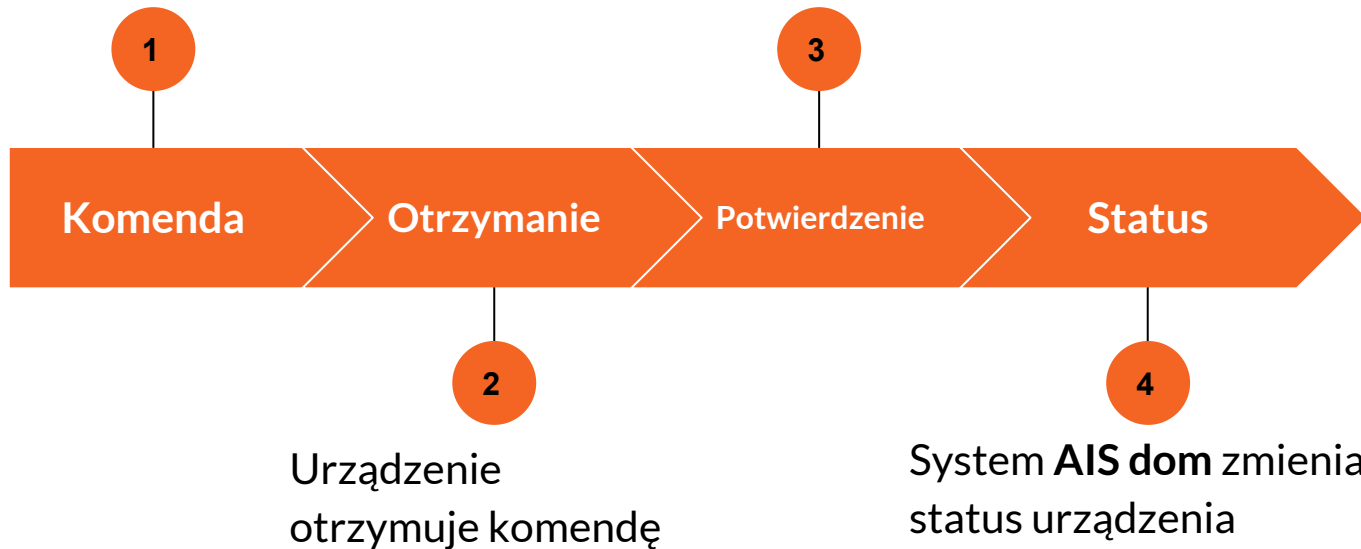 1
3
Komenda
Otrzymanie
Potwierdzenie
Status
2
4
Urządzenie
otrzymuje komendę
System AIS dom zmienia
status urządzenia